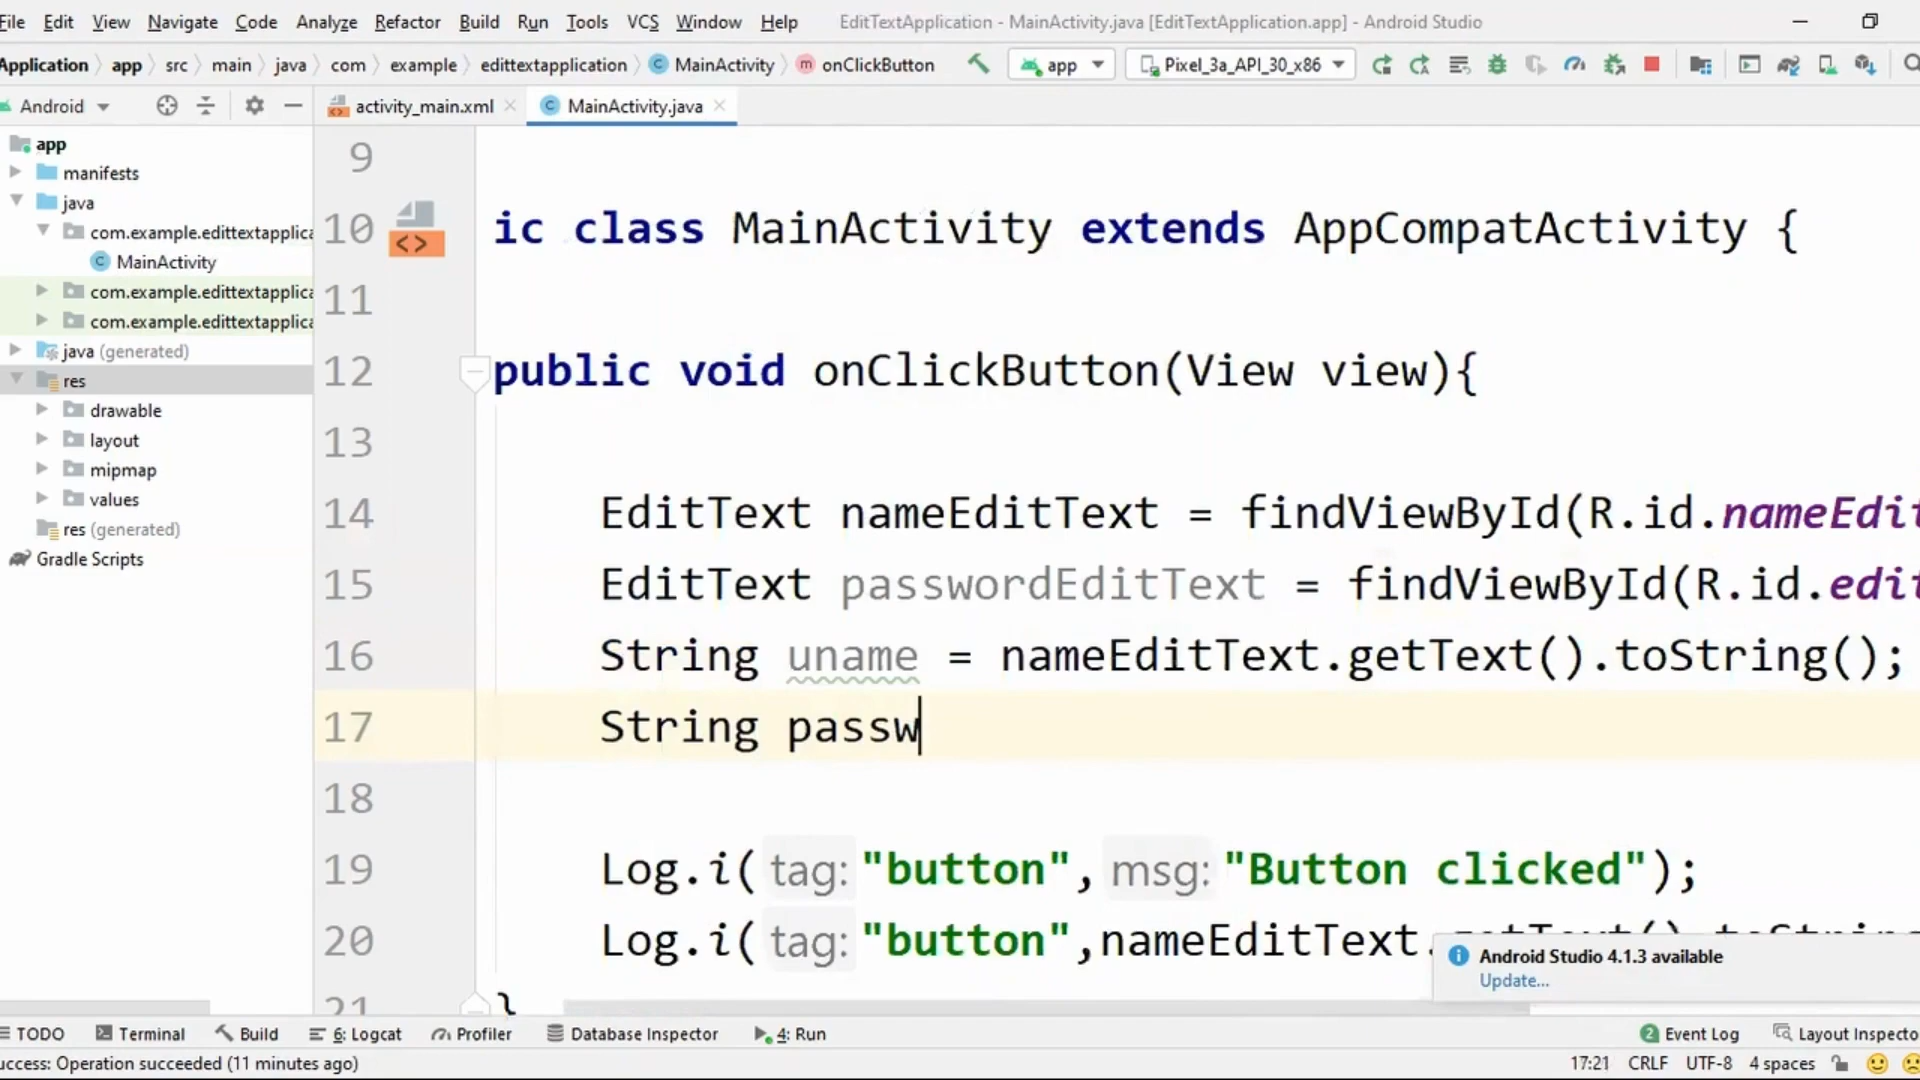 File Edit View Navigate Code Analyze Refactor Build Run Tools VCS Window Help EditTextApplication - MainActivity.java [EditTextApplication.app] - Android Studio
Application app src main java com example edittextapplication MainActivity onClickButton app Pixel_3a_API_30_x86
Android activity_main.xml MainActivity.java
app
manifests
java
com.example.edittextapplica
MainActivity
com.example.edittextapplica
com.example.edittextapplica
java (generated)
res
drawable
layout
mipmap
values
res (generated)
Gradle Scripts
9
10 ic class MainActivity extends AppCompatActivity {
11
12 public void onClickButton(View view){
13
14 EditText nameEditText = findViewById(R.id.nameEdit
15 EditText passwordEditText = findViewById(R.id.edit
16 String uname = nameEditText.getText().toString();
17 String passw
18
19 Log.i( tag: "button", msg: "Button clicked");
20 Log.i( tag: "button",nameEditText.getText().toString
21 }
Android Studio 4.1.3 available
Update...
TODO Terminal Build 6: Logcat Profiler Database Inspector 4: Run 2 Event Log Layout Inspecto
uccess: Operation succeeded (11 minutes ago) 17:21 CRLF UTF-8 4 spaces